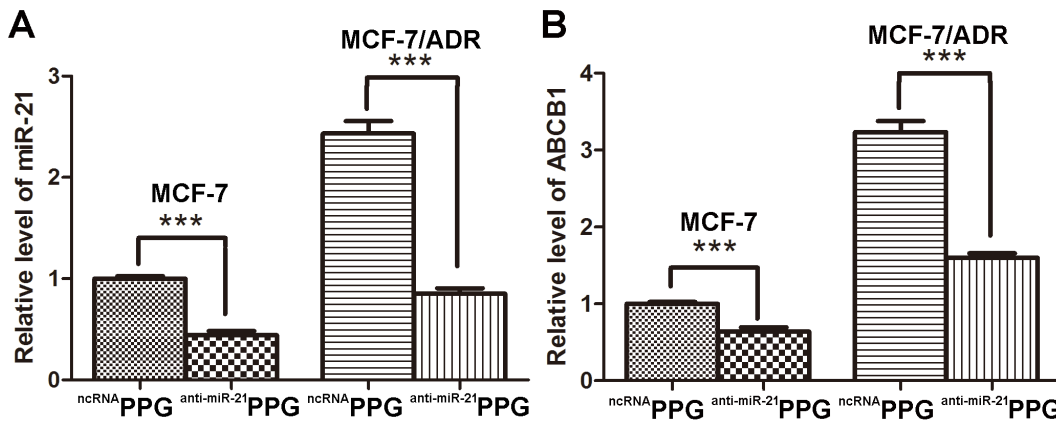 A
MCF-7/ADR
***
3
Relative level of miR-21
2
MCF-7
***
1
0
ncRNAPPG anti-miR-21PPG ncRNAPPG anti-miR-21PPG
B
MCF-7/ADR
***
4
Relative level of ABCB1
3
2
MCF-7
***
1
0
ncRNAPPG anti-miR-21PPG ncRNAPPG anti-miR-21PPG